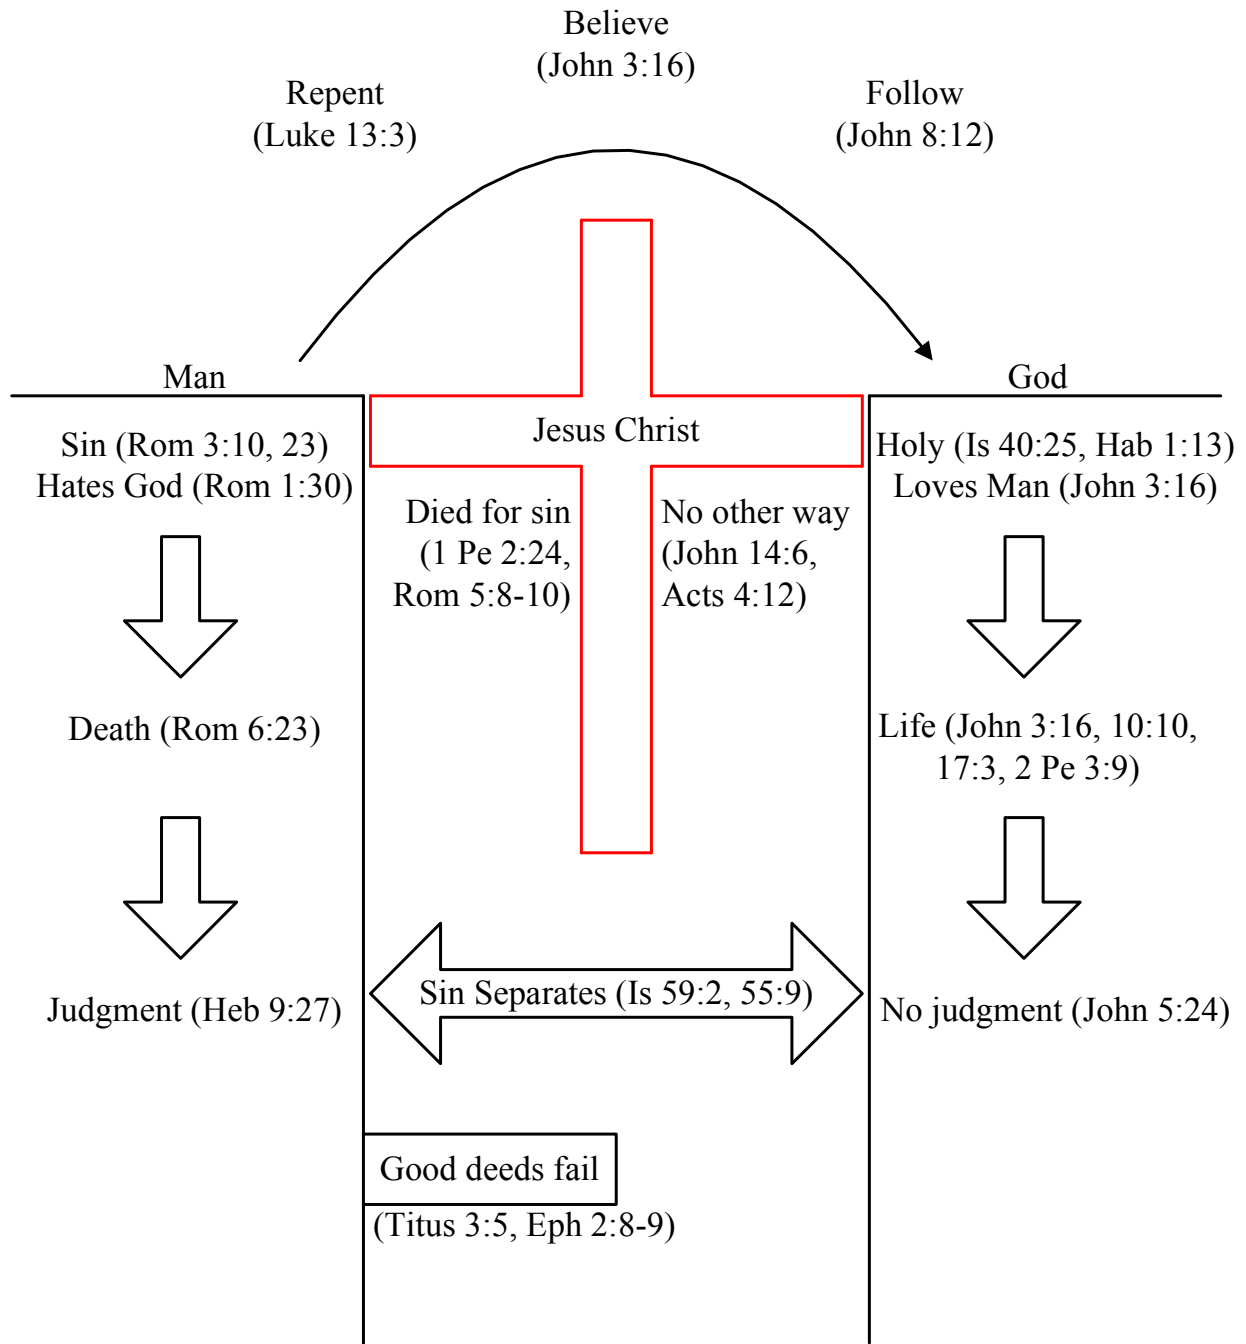 Believe
(John 3:16)
Repent
(Luke 13:3)
Follow
(John 8:12)
Man
God
Sin (Rom 3:10, 23)
Hates God (Rom 1:30)
Jesus Christ
Holy (Is 40:25, Hab 1:13)
Loves Man (John 3:16)
Died for sin
(1 Pe 2:24,
Rom 5:8-10)
No other way
(John 14:6,
Acts 4:12)
Death (Rom 6:23)
Life (John 3:16, 10:10,
17:3, 2 Pe 3:9)
Judgment (Heb 9:27)
Sin Separates (Is 59:2, 55:9)
No judgment (John 5:24)
Good deeds fail
(Titus 3:5, Eph 2:8-9)